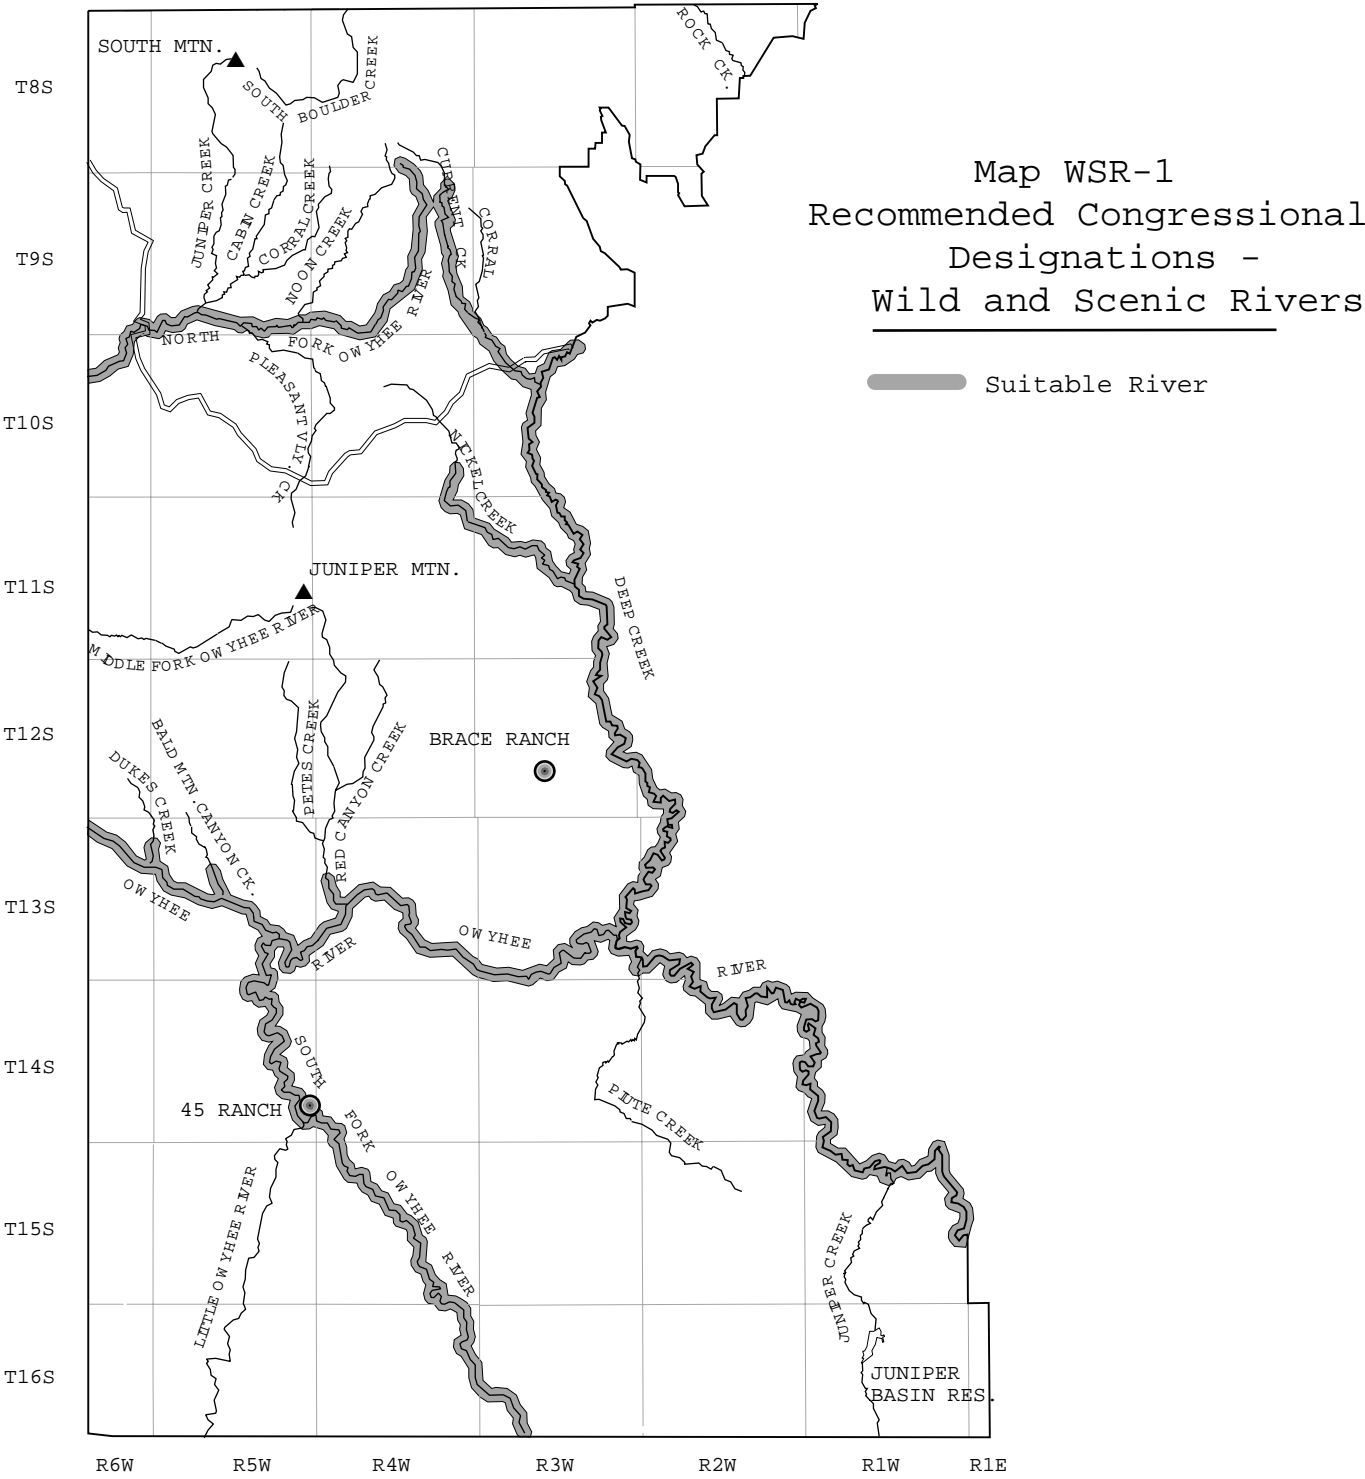 ROCK CK.
SOUTH MTN.
T8S
SOUTH BOULDER CREEK
JUNIPER CREEK
CABIN CREEK
CORRAL CREEK
NOON CREEK
CURRENT CK
CORRAL
Map WSR-1
Recommended Congressional
Designations -
Wild and Scenic Rivers
Suitable River
T9S
NORTH FORK OWYHEE RIVER
PLEASANT VLY. CK
T10S
NICKEL CREEK
JUNIPER MTN.
T11S
DEEP CREEK
MIDDLE FORK OWYHEE RIVER
T12S
BRACE RANCH
PETES CREEK
RED CANYON CREEK
BALD MTN. CANYON CK.
DUKES CREEK
T13S
OWYHEE RIVER
OWYHEE RIVER
T14S
SOUTH FORK OWYHEE RIVER
45 RANCH
PIUTE CREEK
T15S
LITTLE OWYHEE RIVER
JUNIPER CREEK
T16S
JUNIPER
BASIN RES.
R6W R5W R4W R3W R2W R1W R1E